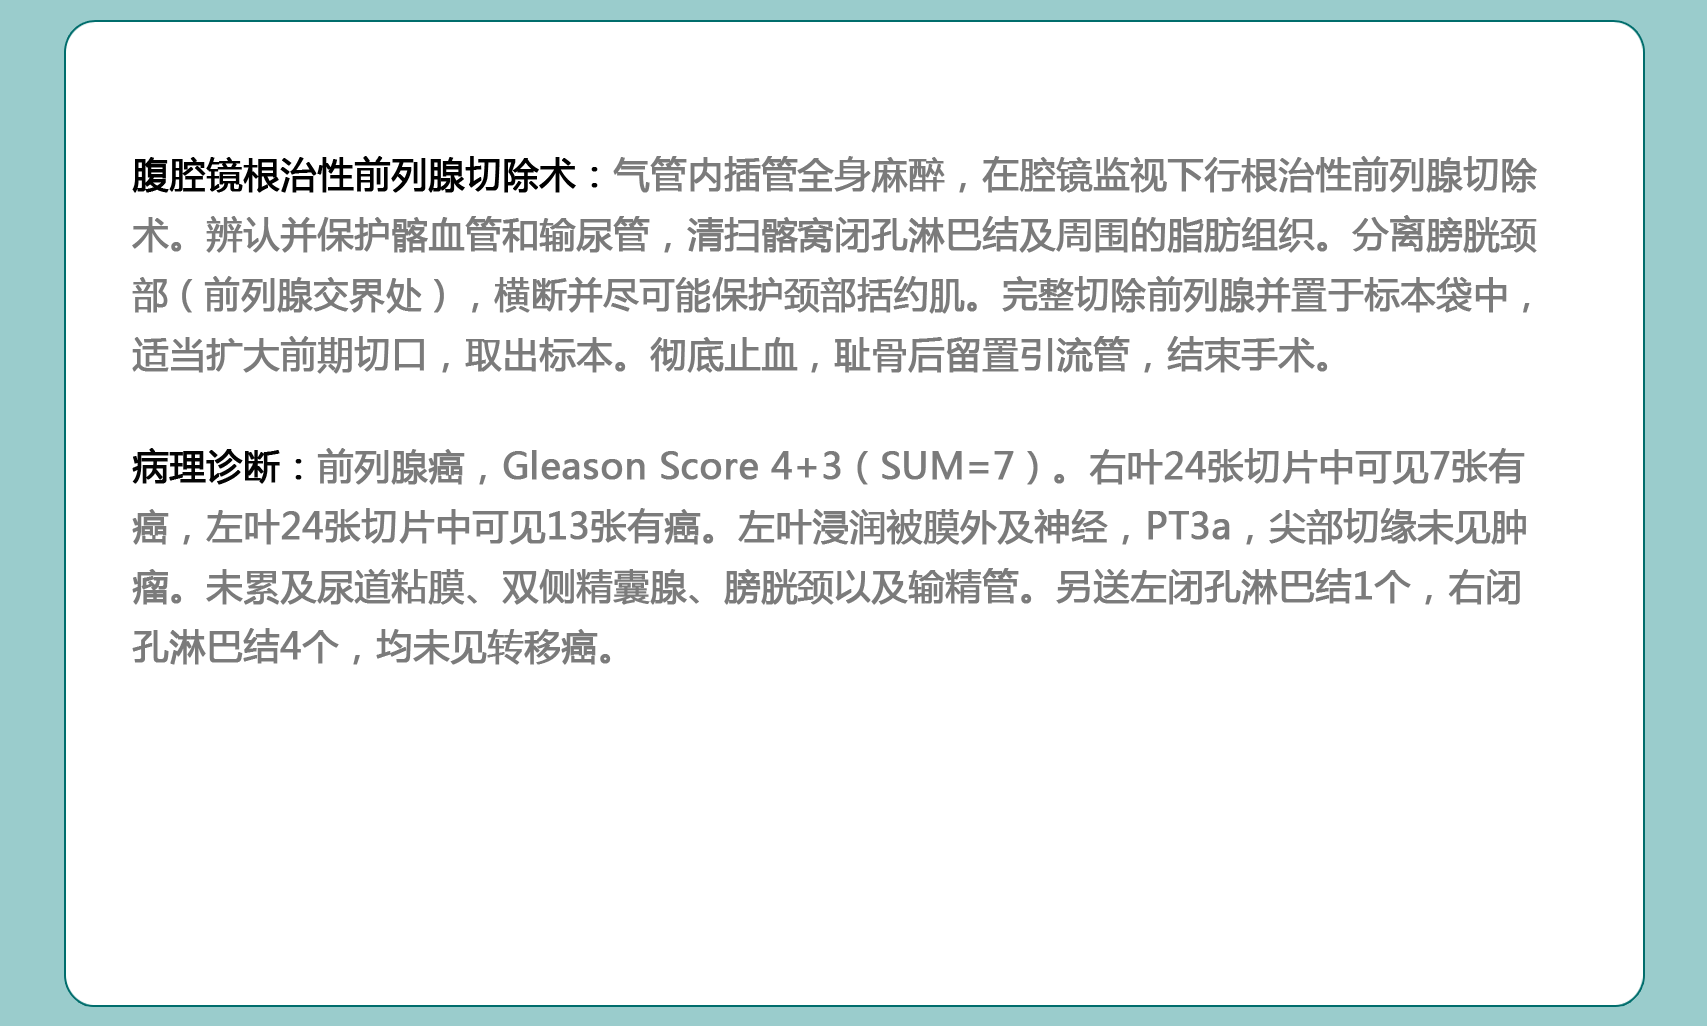 腹腔镜根治性前列腺切除术：气管内插管全身麻醉，在腔镜监视下行根治性前列腺切除
术。辨认并保护髂血管和输尿管，清扫髂窝闭孔淋巴结及周围的脂肪组织。分离膀胱颈
部（前列腺交界处），横断并尽可能保护颈部括约肌。完整切除前列腺并置于标本袋中，
适当扩大前期切口，取出标本。彻底止血，耻骨后留置引流管，结束手术。
病理诊断：前列腺癌，Gleason Score 4+3（SUM=7）。右叶24张切片中可见7张有
癌，左叶24张切片中可见13张有癌。左叶浸润被膜外及神经，PT3a，尖部切缘未见肿
瘤。未累及尿道粘膜、双侧精囊腺、膀胱颈以及输精管。另送左闭孔淋巴结1个，右闭
孔淋巴结4个，均未见转移癌。